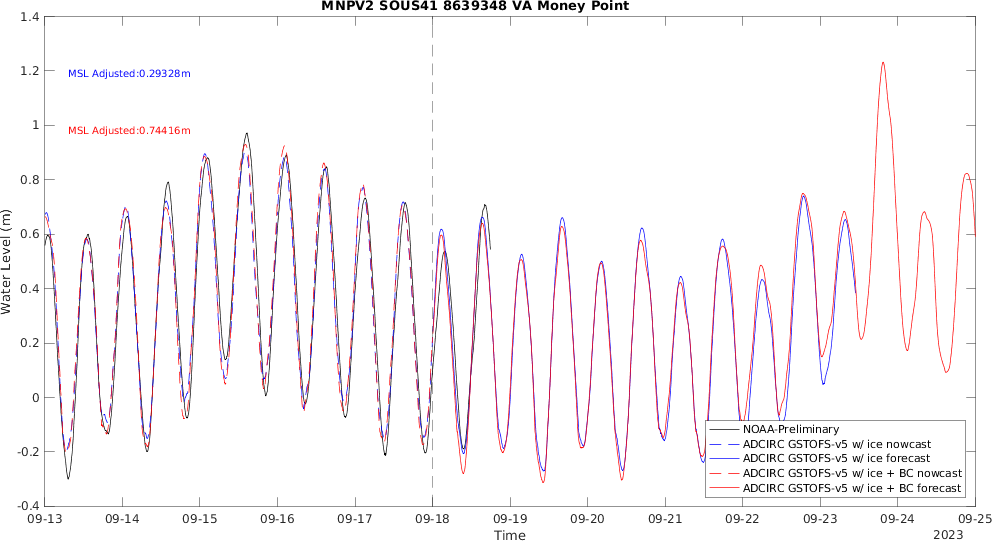 MNPV2 SOUS41 8639348 VA Money Point
1.4
1.2
1
0.8
0.6
0.4
0.2
0
-0.2
-0.4
Water Level (m)
MSL Adjusted:0.29328m
MSL Adjusted:0.74416m
NOAA-Preliminary
ADCIRC GSTOFS-v5 w/ ice nowcast
ADCIRC GSTOFS-v5 w/ ice forecast
ADCIRC GSTOFS-v5 w/ ice + BC nowcast
ADCIRC GSTOFS-v5 w/ ice + BC forecast
09-13 09-14 09-15 09-16 09-17 09-18 09-19 09-20 09-21 09-22 09-23 09-24 09-25
Time
2023